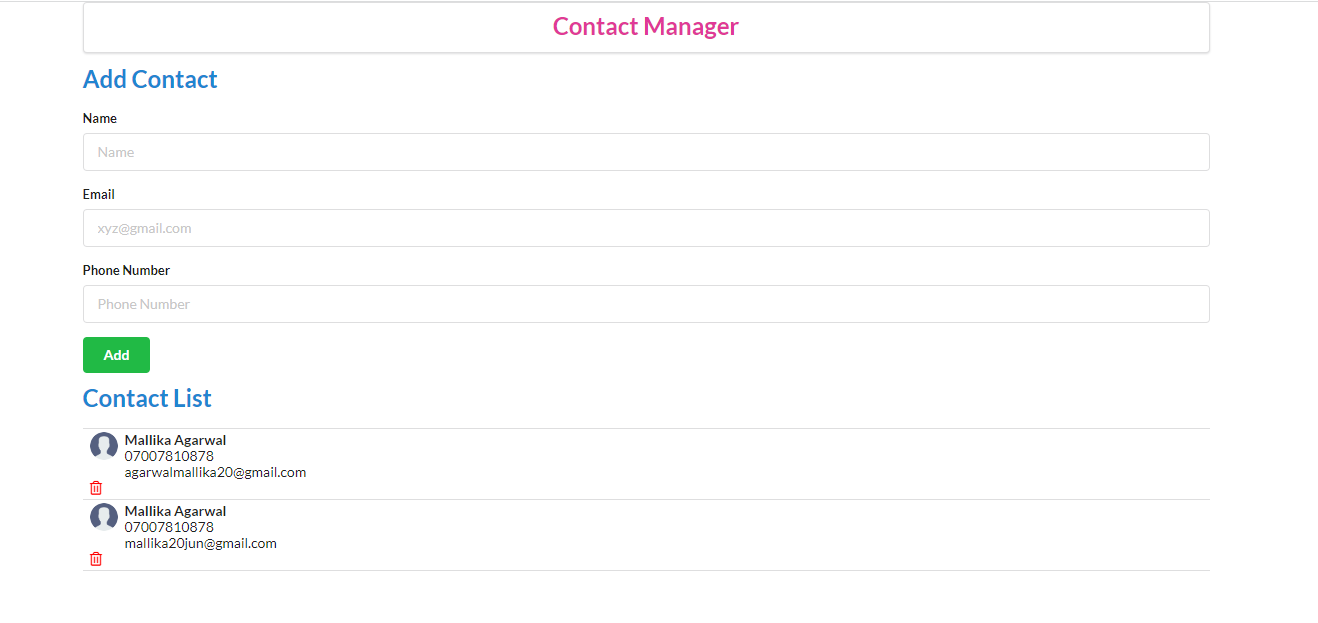 Contact Manager
Add Contact
Name
Name
Email
xyz@gmail.com
Phone Number
Phone Number
Add
Contact List
Mallika Agarwal
07007810878
agarwalmallika20@gmail.com
Mallika Agarwal
07007810878
mallika20jun@gmail.com